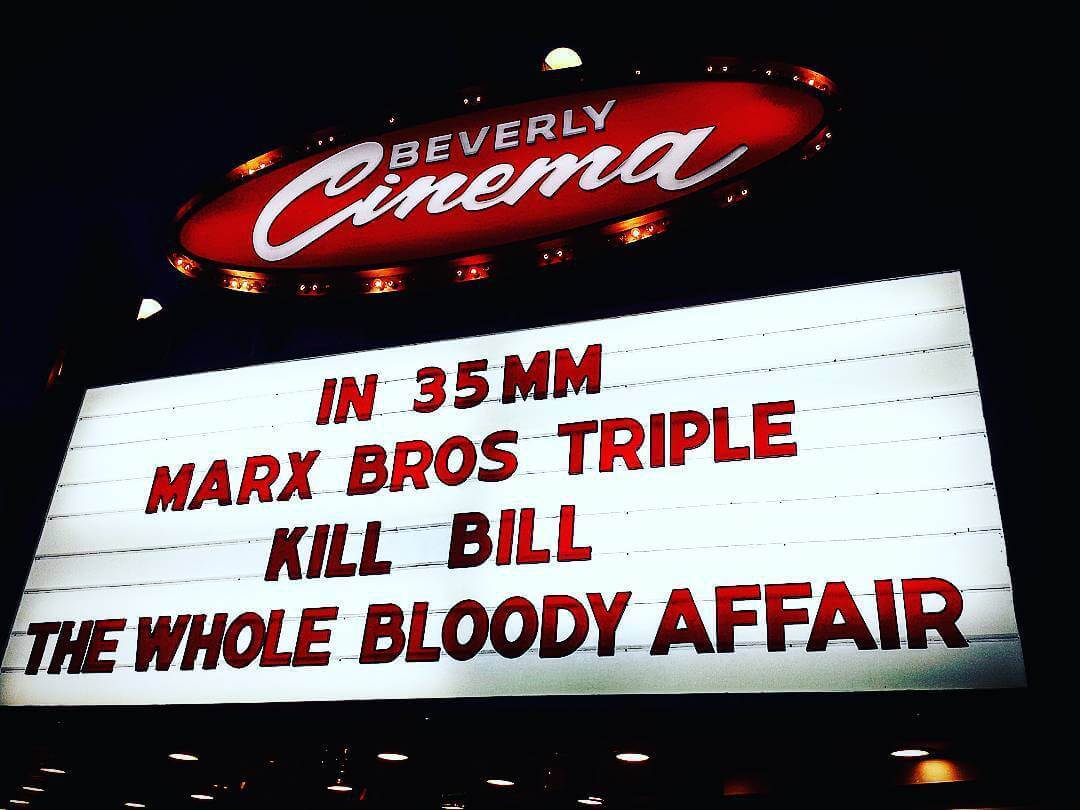 BEVERLY
Cinema
IN 35MM
MARX BROS TRIPLE
KILL BILL
THE WHOLE BLOODY AFFAIR